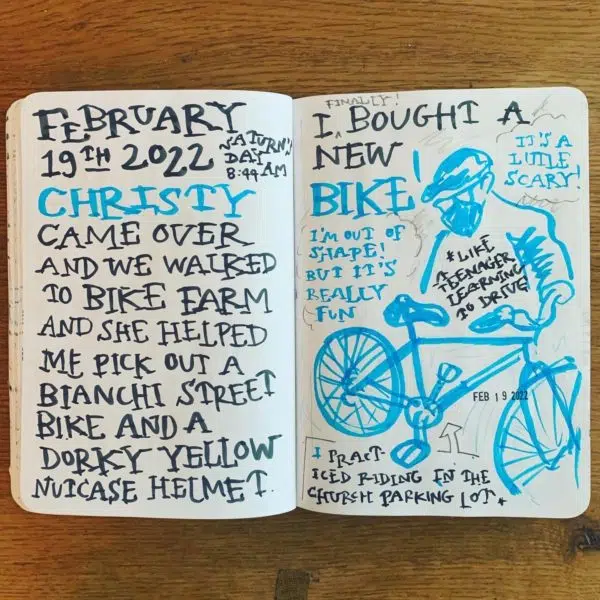 FEBRUARY
19TH 2022
SATURN'S
DAY
8:44 AM
CHRISTY
CAME OVER
AND WE WALKED
TO BIKE FARM
AND SHE HELPED
ME PICK OUT A
BIANCHI STREET
BIKE AND A
DORKY YELLOW
NUTCASE HELMET.
FINALLY!
I ^ BOUGHT A
NEW
BIKE!
IT'S A
LITTLE
SCARY!
I'M OUT OF
SHAPE!
BUT IT'S
REALLY
FUN
*LIKE
A
TEENAGER
LEARNING
TO DRIVE
FEB 19 2022
I PRACT-
ICED RIDING IN THE
CHURCH PARKING LOT*